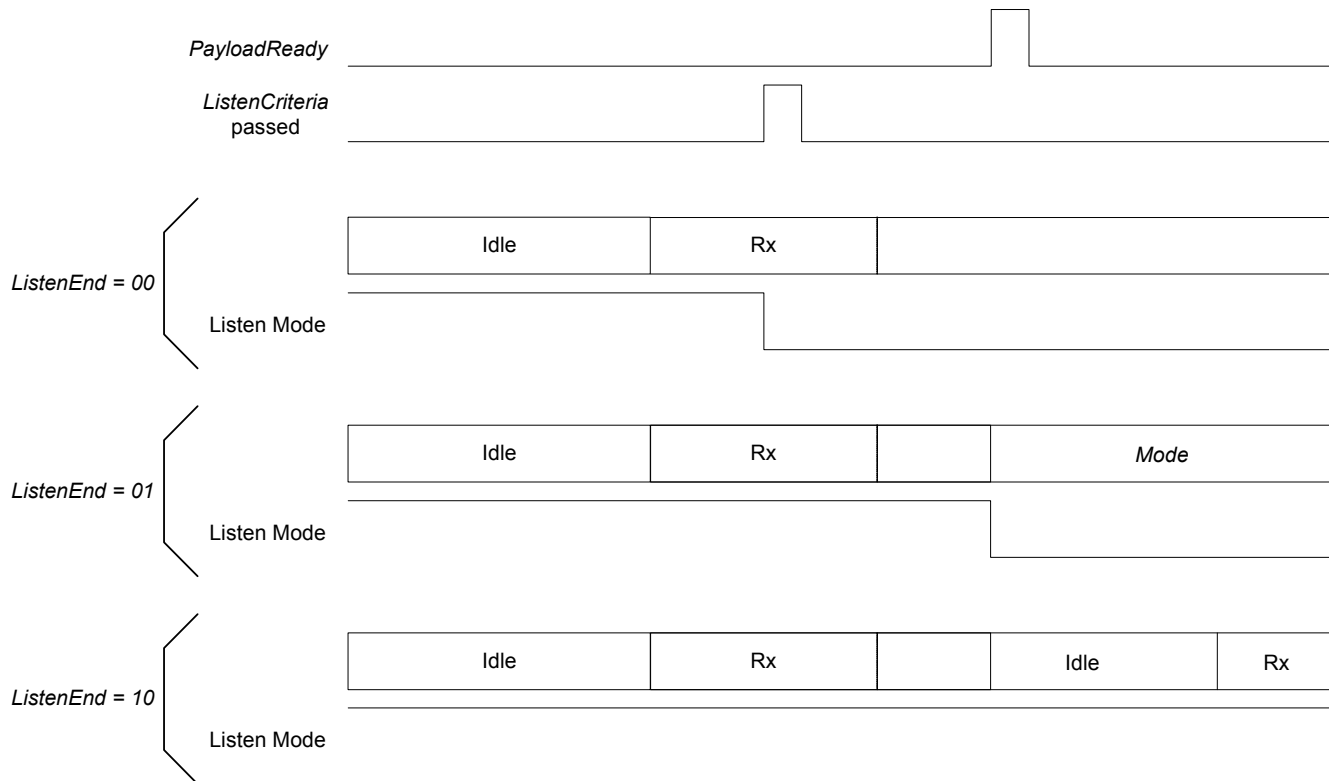 PayloadReady
ListenCriteria
passed
ListenEnd = 00
Idle
Rx
Listen Mode
ListenEnd = 01
Idle
Rx
Mode
Listen Mode
ListenEnd = 10
Idle
Rx
Idle
Rx
Listen Mode